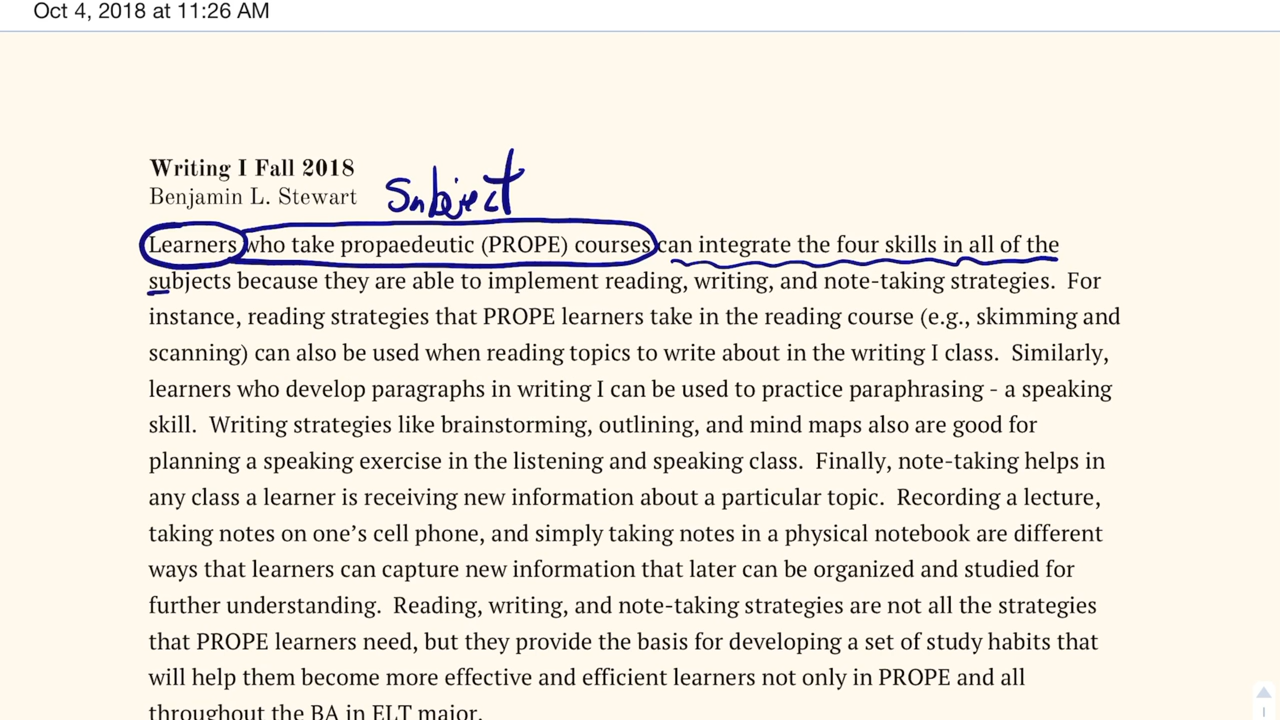 Oct 4, 2018 at 11:26 AM
Writing I Fall 2018
Benjamin L. Stewart
Subject
Learners who take propaedeutic (PROPE) courses can integrate the four skills in all of the
subjects because they are able to implement reading, writing, and note-taking strategies. For
instance, reading strategies that PROPE learners take in the reading course (e.g., skimming and
scanning) can also be used when reading topics to write about in the writing I class. Similarly,
learners who develop paragraphs in writing I can be used to practice paraphrasing - a speaking
skill. Writing strategies like brainstorming, outlining, and mind maps also are good for
planning a speaking exercise in the listening and speaking class. Finally, note-taking helps in
any class a learner is receiving new information about a particular topic. Recording a lecture,
taking notes on one’s cell phone, and simply taking notes in a physical notebook are different
ways that learners can capture new information that later can be organized and studied for
further understanding. Reading, writing, and note-taking strategies are not all the strategies
that PROPE learners need, but they provide the basis for developing a set of study habits that
will help them become more effective and efficient learners not only in PROPE and all
throughout the BA in ELT major.